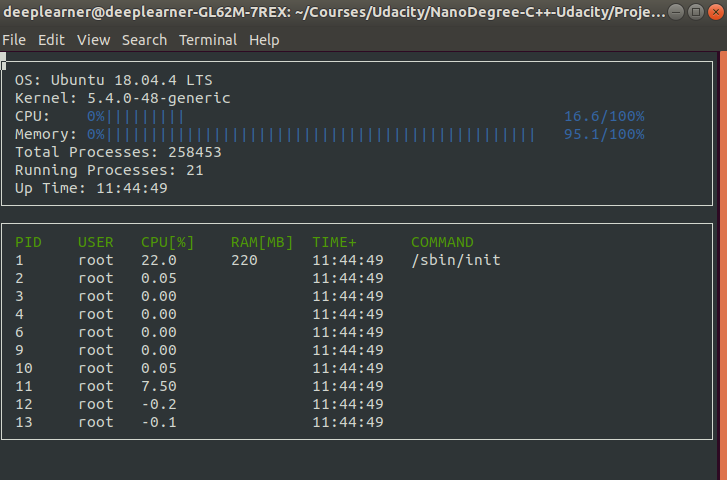 deeplearner@deeplearner-GL62M-7REX: ~/Courses/Udacity/NanoDegree-C++-Udacity/Proje...
File Edit View Search Terminal Help
OS: Ubuntu 18.04.4 LTS
Kernel: 5.4.0-48-generic
CPU: 0%||||||||| 16.6/100%
Memory: 0%|||||||||||||||||||||||||||||||||||||||||||||||| 95.1/100%
Total Processes: 258453
Running Processes: 21
Up Time: 11:44:49
PID USER CPU[%] RAM[MB] TIME+ COMMAND
1 root 22.0 220 11:44:49 /sbin/init
2 root 0.05 11:44:49
3 root 0.00 11:44:49
4 root 0.00 11:44:49
6 root 0.00 11:44:49
9 root 0.00 11:44:49
10 root 0.05 11:44:49
11 root 7.50 11:44:49
12 root -0.2 11:44:49
13 root -0.1 11:44:49